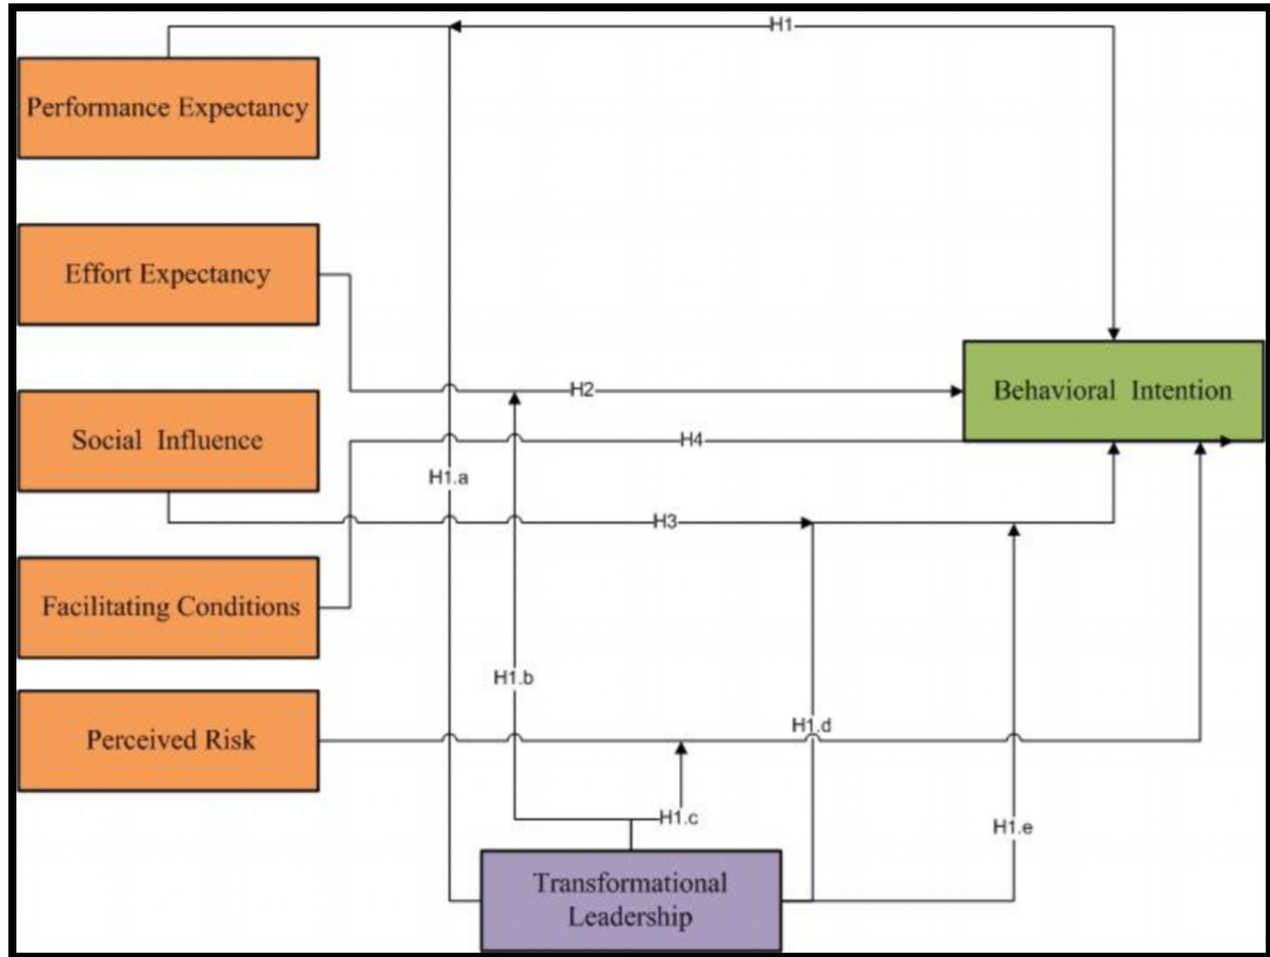 H1
Performance Expectancy
Effort Expectancy
H2
Behavioral Intention
Social Influence
H4
H1.a
H3
Facilitating Conditions
H1.b
Perceived Risk
H1.d
H1.c
H1.e
Transformational
Leadership